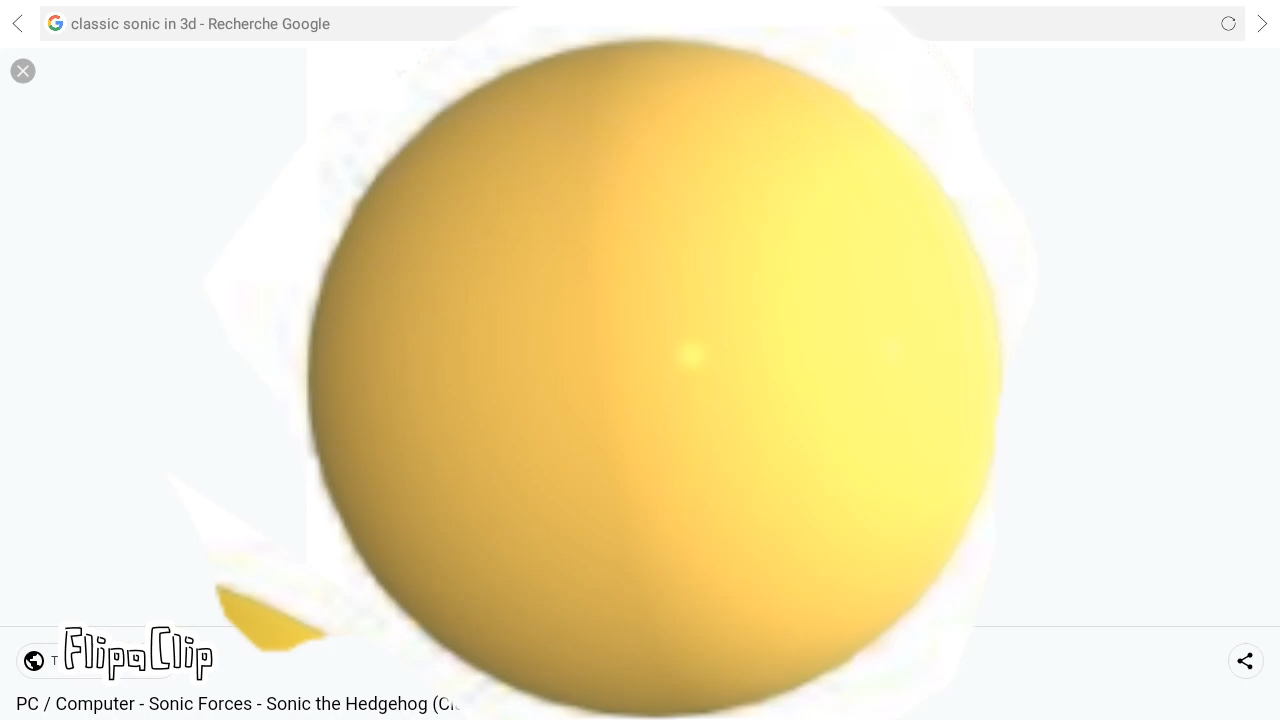 classic sonic in 3d - Recherche Google
T
FlipaClip
PC / Computer - Sonic Forces - Sonic the Hedgehog (Cl